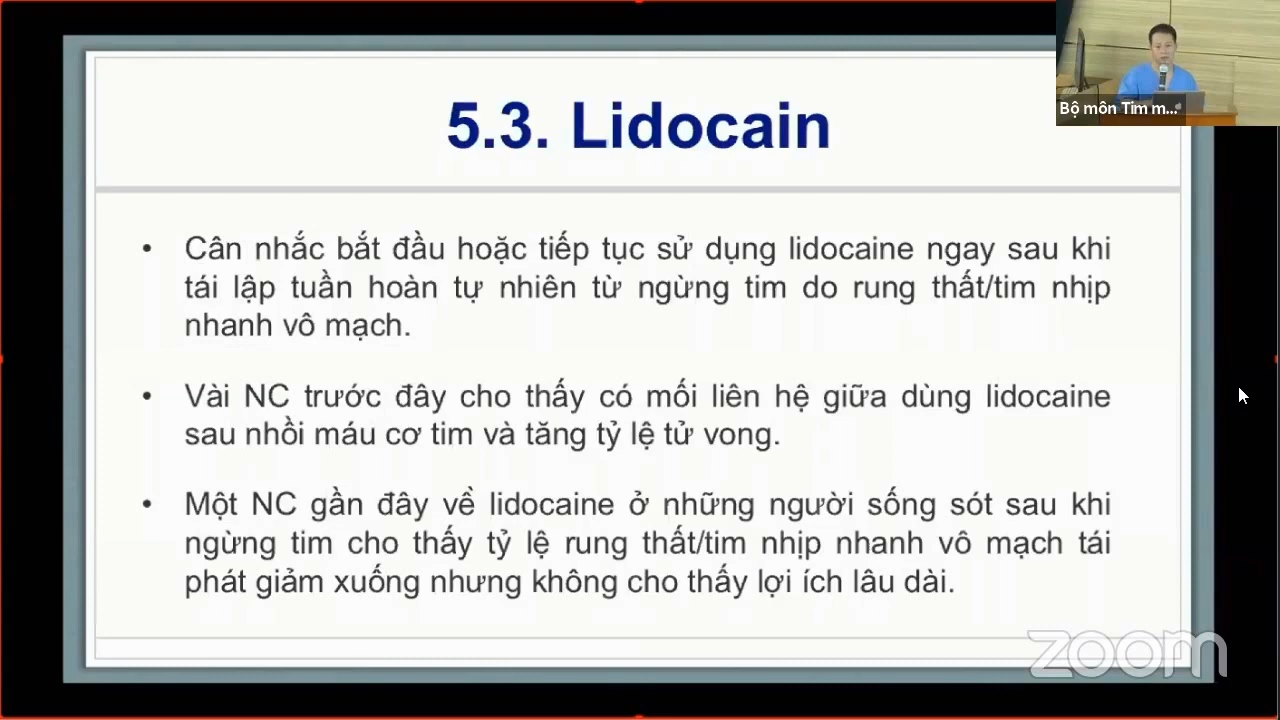 5.3. Lidocain
Bộ môn Tim m...
• Cân nhắc bắt đầu hoặc tiếp tục sử dụng lidocaine ngay sau khi
tái lập tuần hoàn tự nhiên từ ngừng tim do rung thất/tim nhịp
nhanh vô mạch.
• Vài NC trước đây cho thấy có mối liên hệ giữa dùng lidocaine
sau nhồi máu cơ tim và tăng tỷ lệ tử vong.
• Một NC gần đây về lidocaine ở những người sống sót sau khi
ngừng tim cho thấy tỷ lệ rung thất/tim nhịp nhanh vô mạch tái
phát giảm xuống nhưng không cho thấy lợi ích lâu dài.
zoom